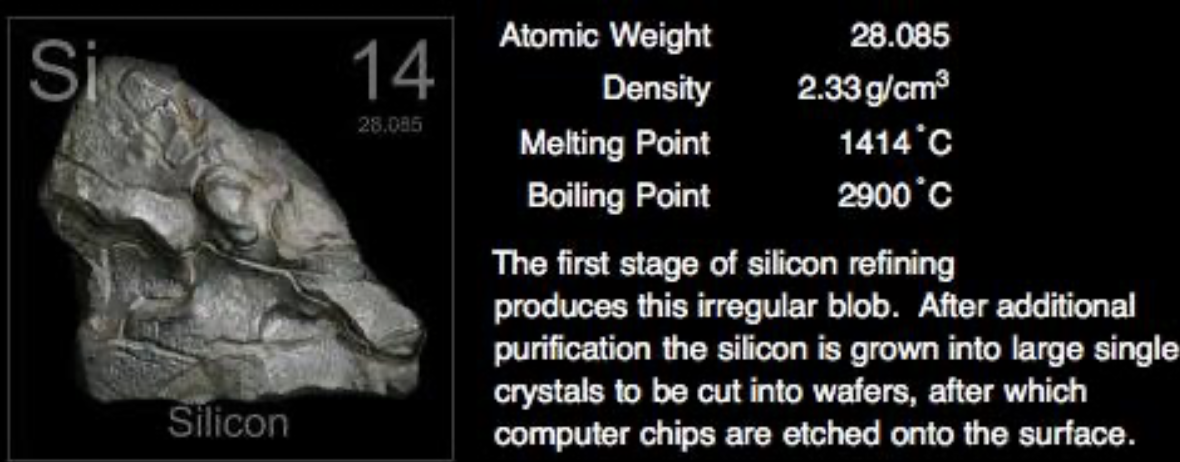 Si 14
28.085
Silicon
Atomic Weight 28.085
Density 2.33 g/cm³
Melting Point 1414 °C
Boiling Point 2900 °C
The first stage of silicon refining
produces this irregular blob. After additional
purification the silicon is grown into large single
crystals to be cut into wafers, after which
computer chips are etched onto the surface.